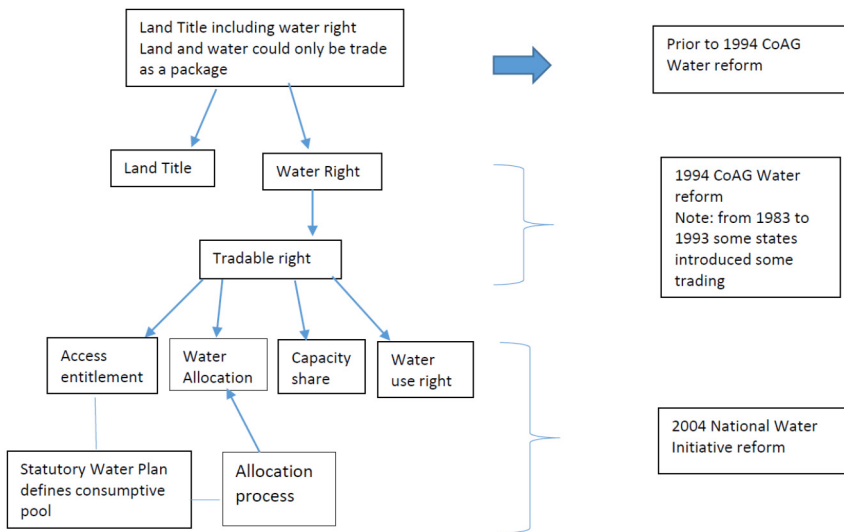 Land Title including water right
Land and water could only be trade
as a package
Prior to 1994 CoAG
Water reform
Land Title
Water Right
1994 CoAG Water
reform
Note: from 1983 to
1993 some states
introduced some
trading
Tradable right
Access
entitlement
Water
Allocation
Capacity
share
Water
use right
2004 National Water
Initiative reform
Statutory Water Plan
defines consumptive
pool
Allocation
process